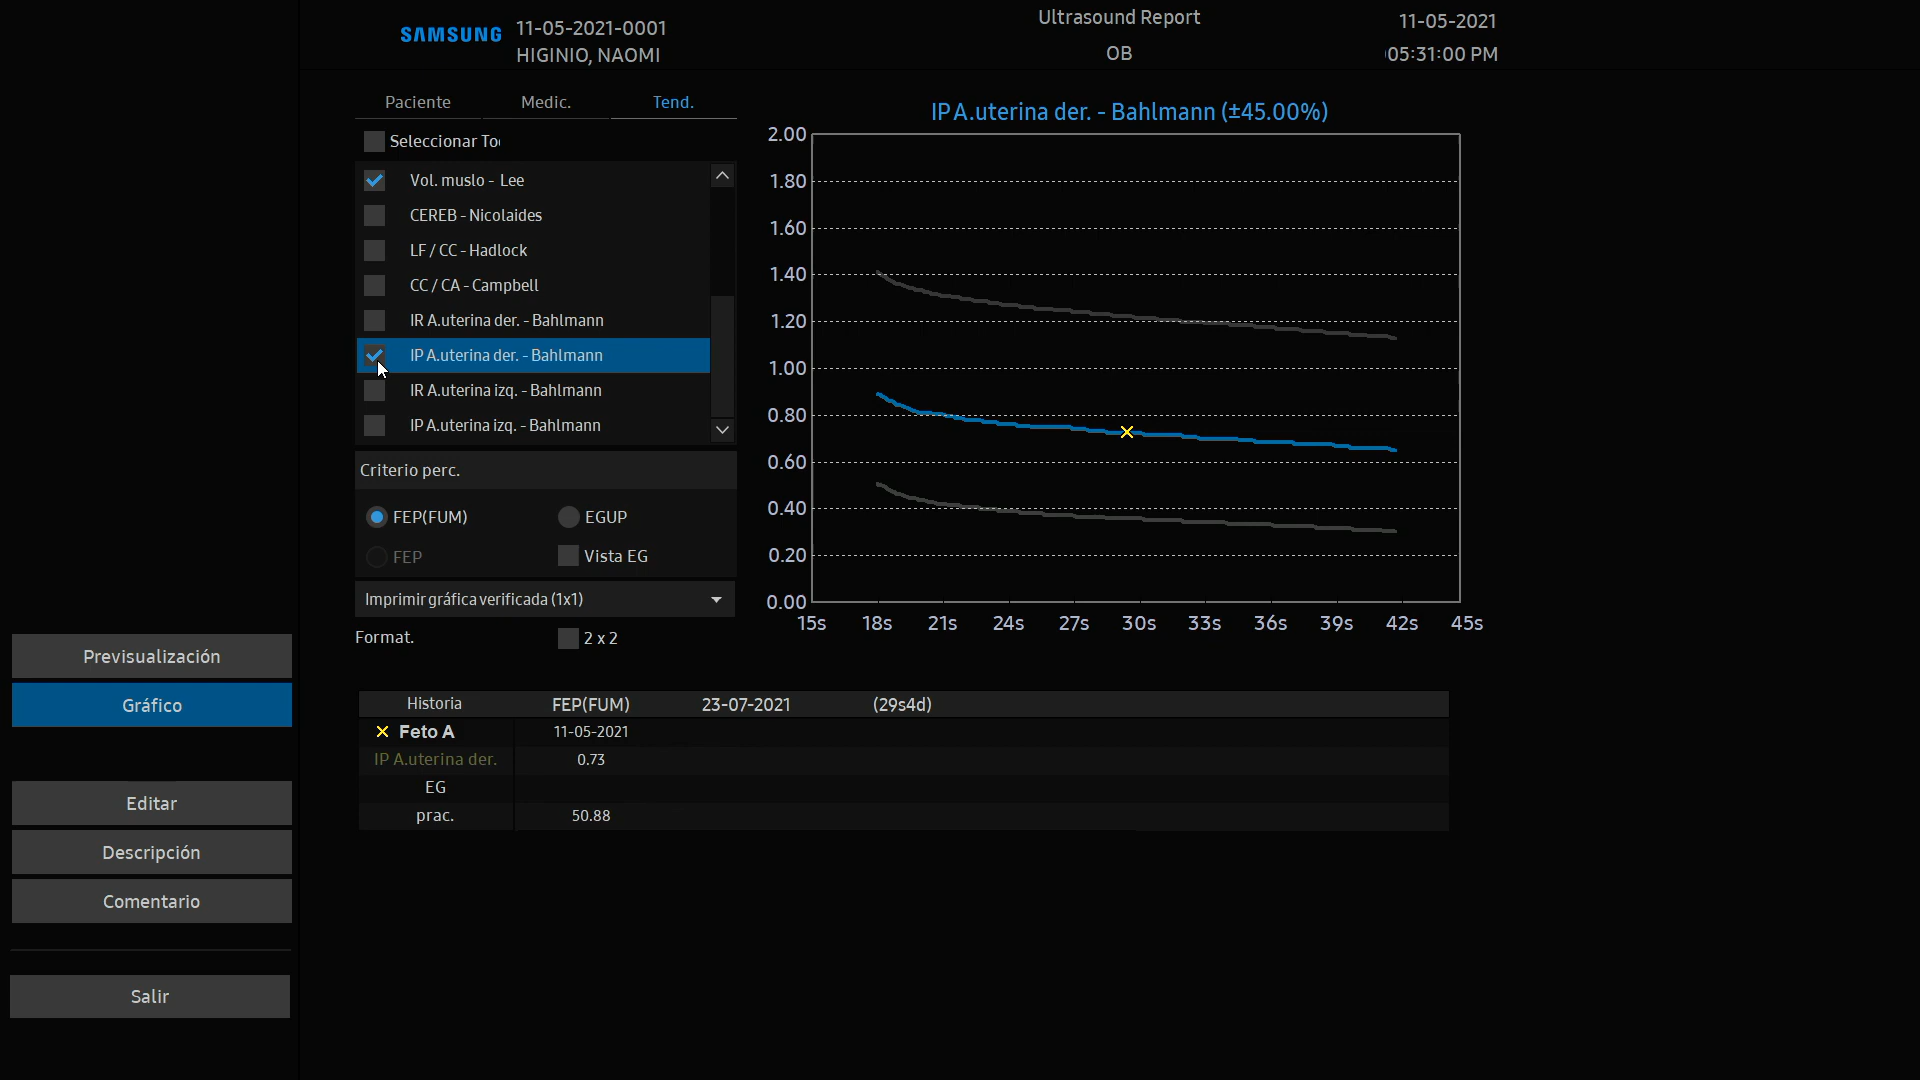 SAMSUNG
11-05-2021-0001
HIGINIO, NAOMI
Ultrasound Report
OB
11-05-2021
05:31:00 PM
Paciente
Medic.
Tend.
Seleccionar Too
Vol. muslo - Lee
CEREB - Nicolaides
LF / CC - Hadlock
CC / CA - Campbell
IR A.uterina der. - Bahlmann
IP A.uterina der. - Bahlmann
IR A.uterina izq. - Bahlmann
IP A.uterina izq. - Bahlmann
Criterio perc.
FEP(FUM)
EGUP
FEP
Vista EG
Imprimir gráfica verificada (1x1)
Format.
2 x 2
IP A.uterina der. - Bahlmann (±45.00%)
2.00
1.80
1.60
1.40
1.20
1.00
0.80
0.60
0.40
0.20
0.00
15s 18s 21s 24s 27s 30s 33s 36s 39s 42s 45s
Previsualización
Gráfico
Editar
Descripción
Comentario
Salir
Historia FEP(FUM) 23-07-2021 (29s4d)
Feto A 11-05-2021
IP A.uterina der. 0.73
EG
prac. 50.88